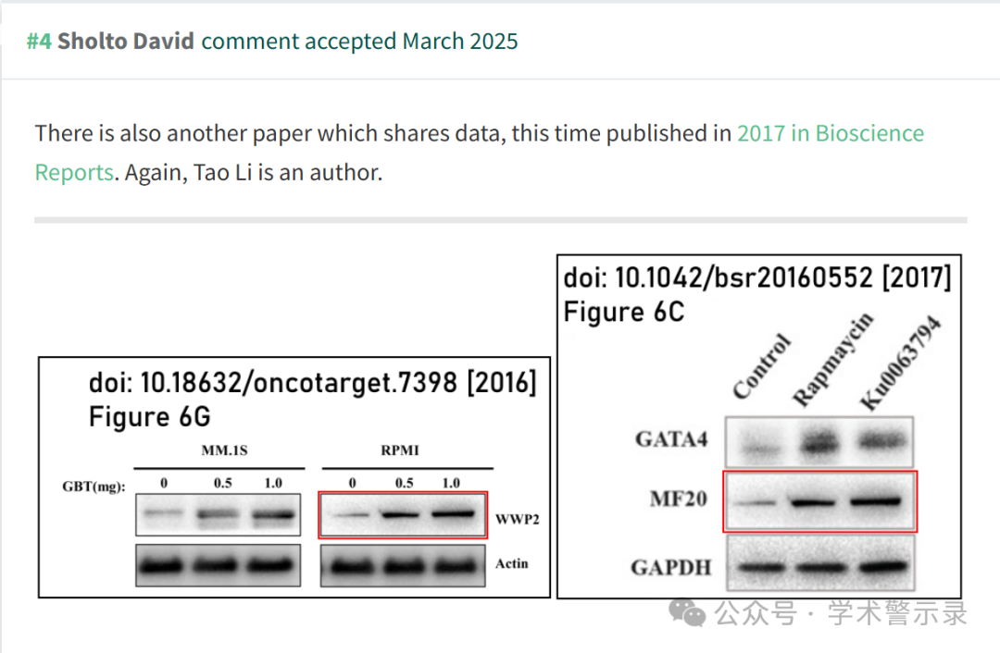 #4 Sholto David comment accepted March 2025
There is also another paper which shares data, this time published in 2017 in Bioscience
Reports. Again, Tao Li is an author.
doi: 10.18632/oncotarget.7398 [2016]
Figure 6G
MM.1S RPMI
GBT(mg): 0 0.5 1.0 0 0.5 1.0
WWP2
Actin
doi: 10.1042/bsr20160552 [2017]
Figure 6C
Control Rapmaycin Ku0063794
GATA4
MF20
GAPDH
公众号 · 学术警示录